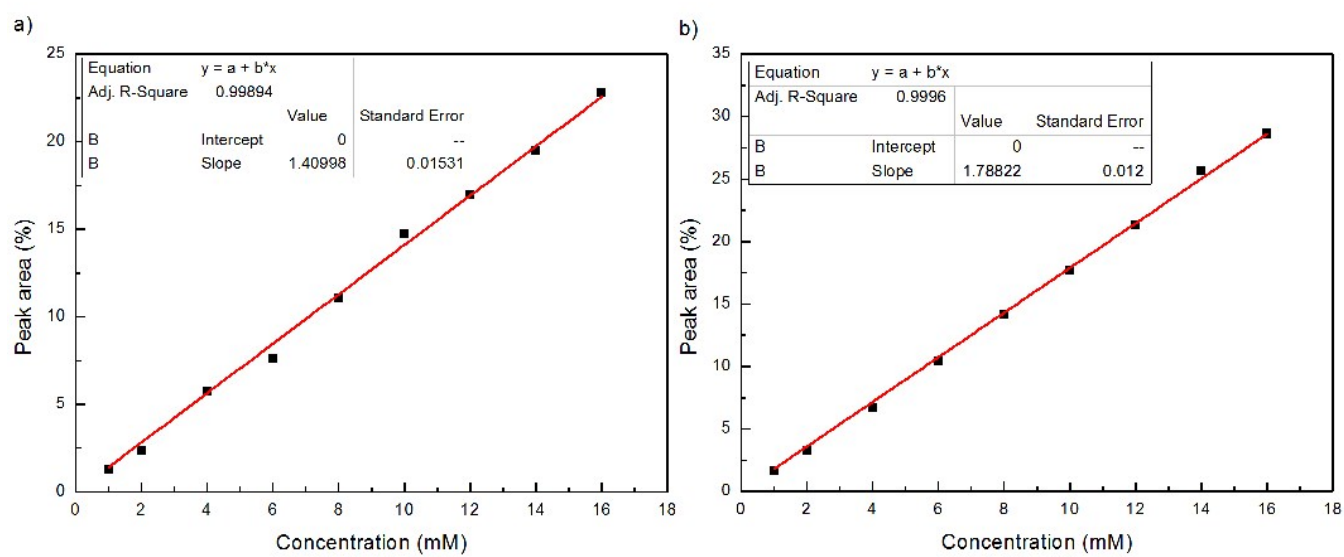 a)
25
20
15
10
5
0
Peak area (%)
Equation y = a + b*x
Adj. R-Square 0.99894
Value Standard Error
B Intercept 0 --
B Slope 1.40998 0.01531
0 2 4 6 8 10 12 14 16 18
Concentration (mM)
b)
35
30
25
20
15
10
5
0
Peak area (%)
Equation y = a + b*x
Adj. R-Square 0.9996
Value Standard Error
B Intercept 0 --
B Slope 1.78822 0.012
0 2 4 6 8 10 12 14 16 18
Concentration (mM)